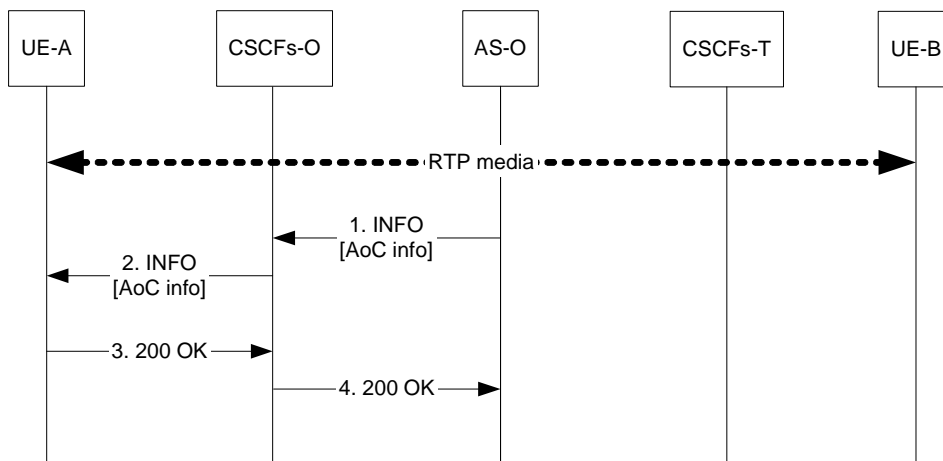 UE-A
CSCFs-O
AS-O
CSCFs-T
UE-B
RTP media
1. INFO
[AoC info]
2. INFO
[AoC info]
3. 200 OK
4. 200 OK